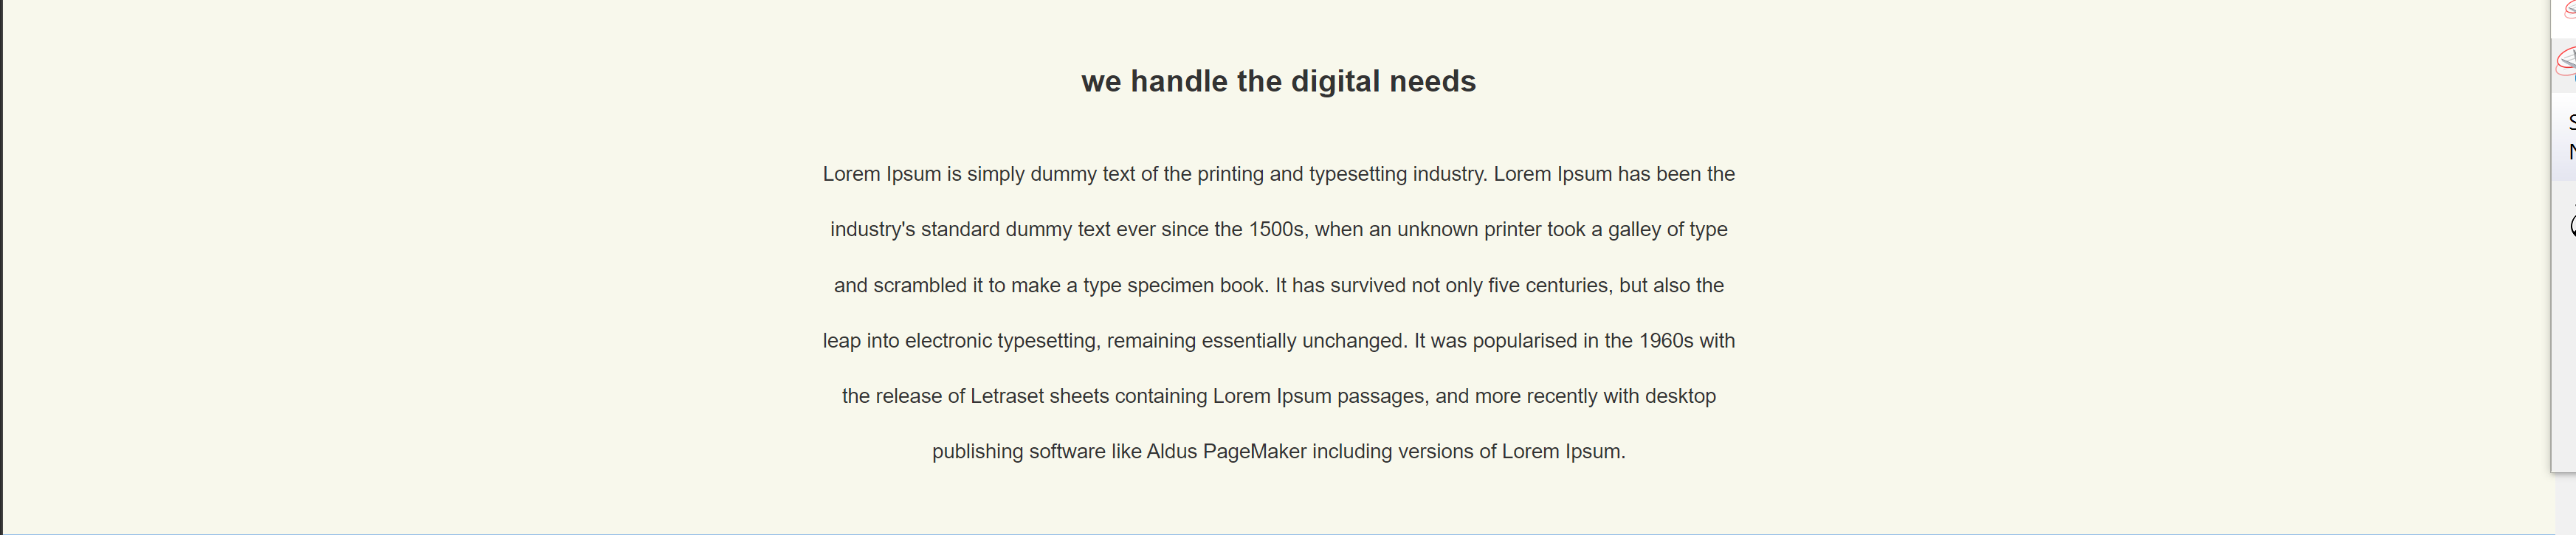 we handle the digital needs
Lorem Ipsum is simply dummy text of the printing and typesetting industry. Lorem Ipsum has been the
industry's standard dummy text ever since the 1500s, when an unknown printer took a galley of type
and scrambled it to make a type specimen book. It has survived not only five centuries, but also the
leap into electronic typesetting, remaining essentially unchanged. It was popularised in the 1960s with
the release of Letraset sheets containing Lorem Ipsum passages, and more recently with desktop
publishing software like Aldus PageMaker including versions of Lorem Ipsum.